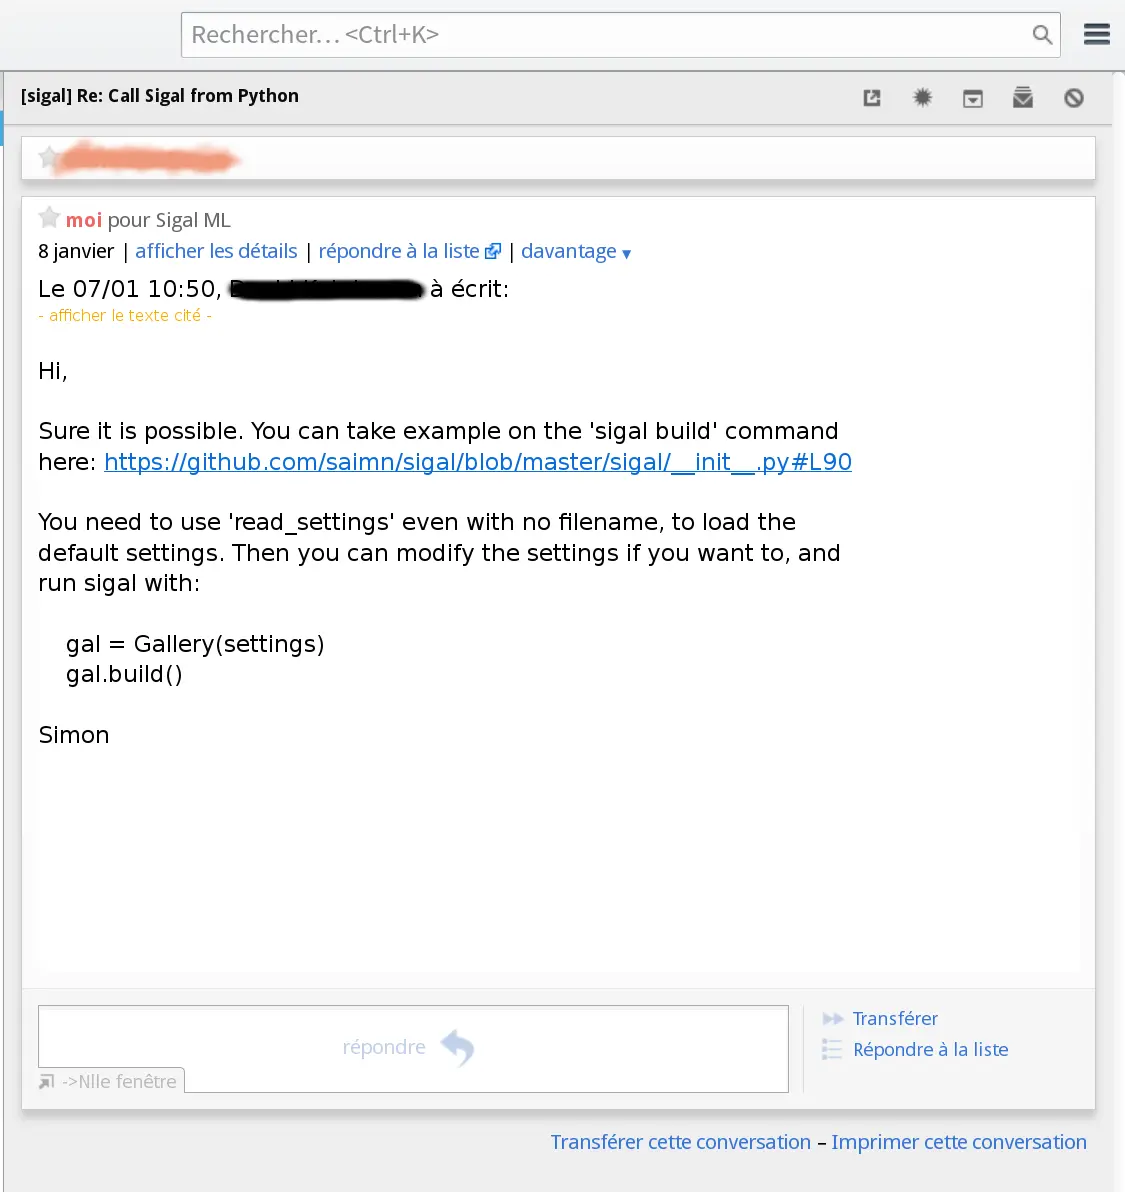 Rechercher… <Ctrl+K>
[sigal] Re: Call Sigal from Python
moi pour Sigal ML
8 janvier | afficher les détails | répondre à la liste | davantage ▾
Le 07/01 10:50, à écrit:
- afficher le texte cité -
Hi,
Sure it is possible. You can take example on the 'sigal build' command
here: https://github.com/saimn/sigal/blob/master/sigal/__init__.py#L90
You need to use 'read_settings' even with no filename, to load the
default settings. Then you can modify the settings if you want to, and
run sigal with:
gal = Gallery(settings)
gal.build()
Simon
répondre
->Nlle fenêtre
Transférer
Répondre à la liste
Transférer cette conversation – Imprimer cette conversation